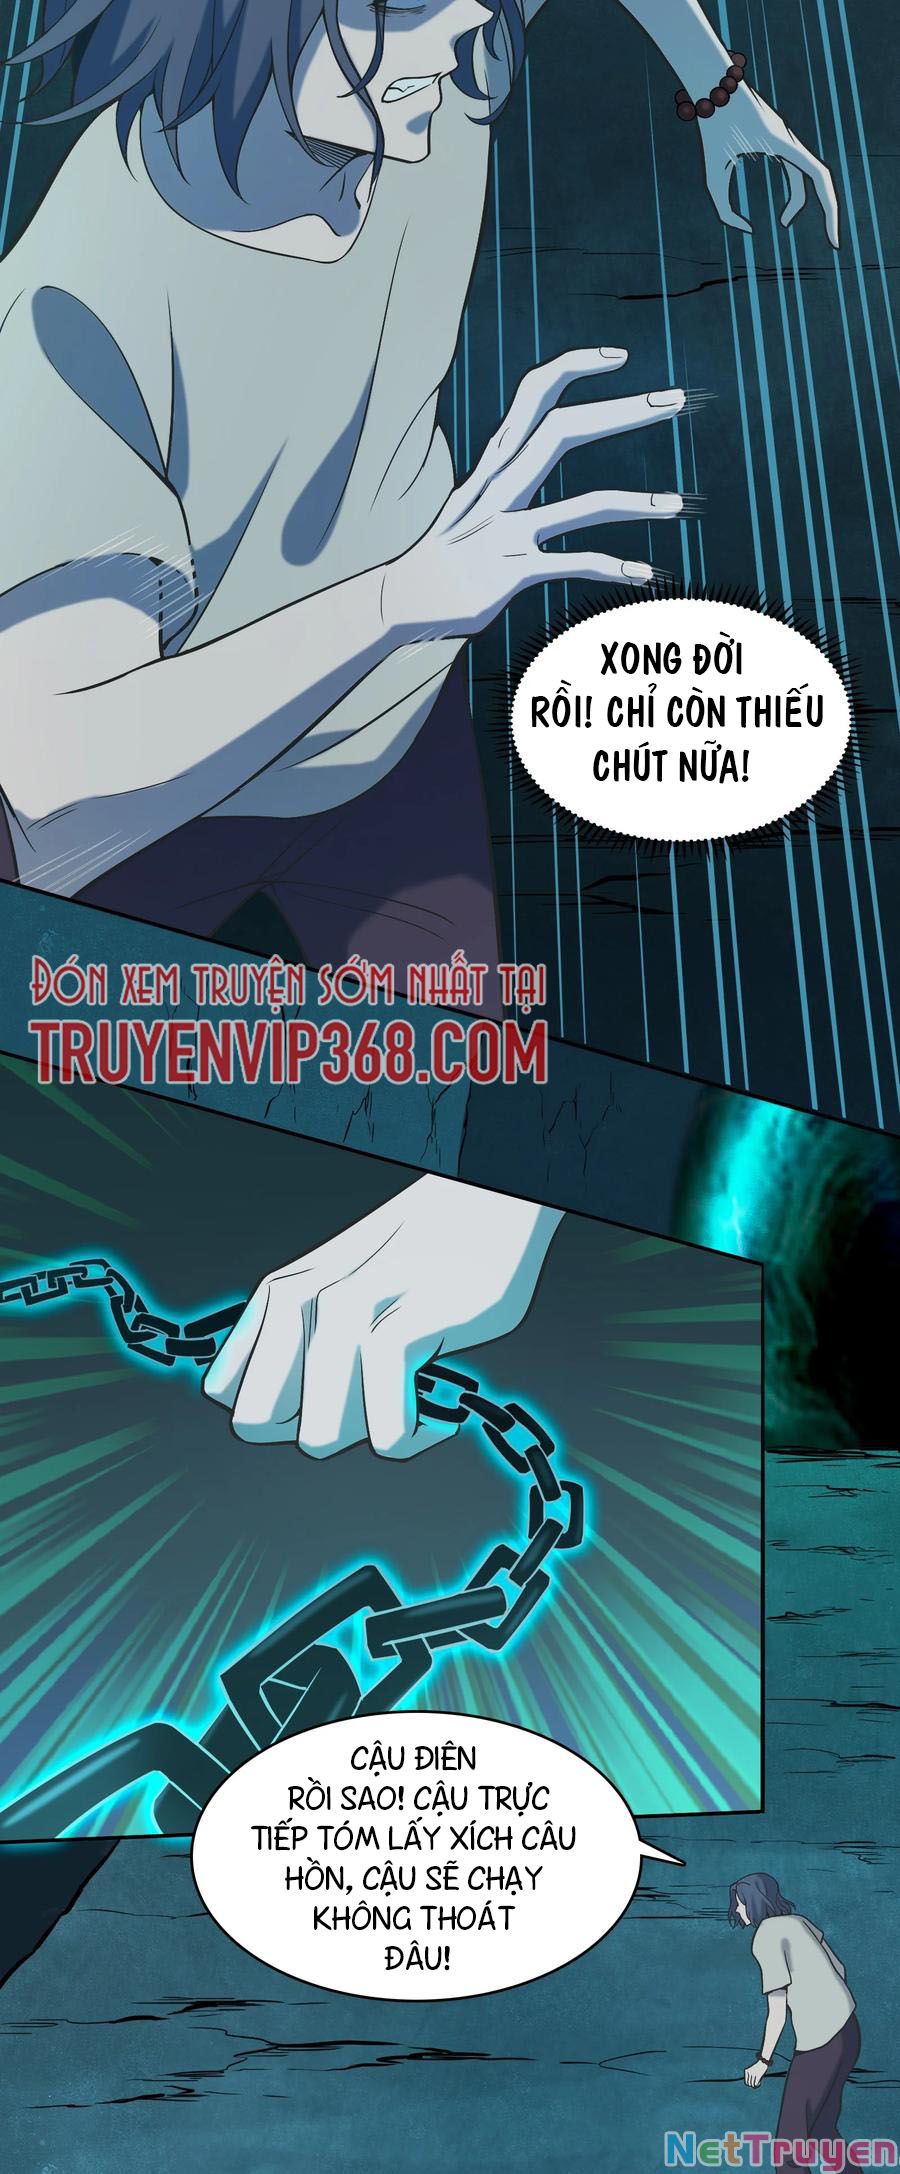 XONG ĐỜI
RỒI! CHỈ CÒN THIẾU
CHÚT NỮA!
ĐÓN XEM TRUYỆN SỚM NHẤT TẠI
TRUYENVIP368.COM
CẬU ĐIÊN
RỒI SAO! CẬU TRỰC
TIẾP TÓM LẤY XÍCH CÂU
HỒN, CẬU SẼ CHẠY
KHÔNG THOÁT
ĐÂU!
NetTruyen